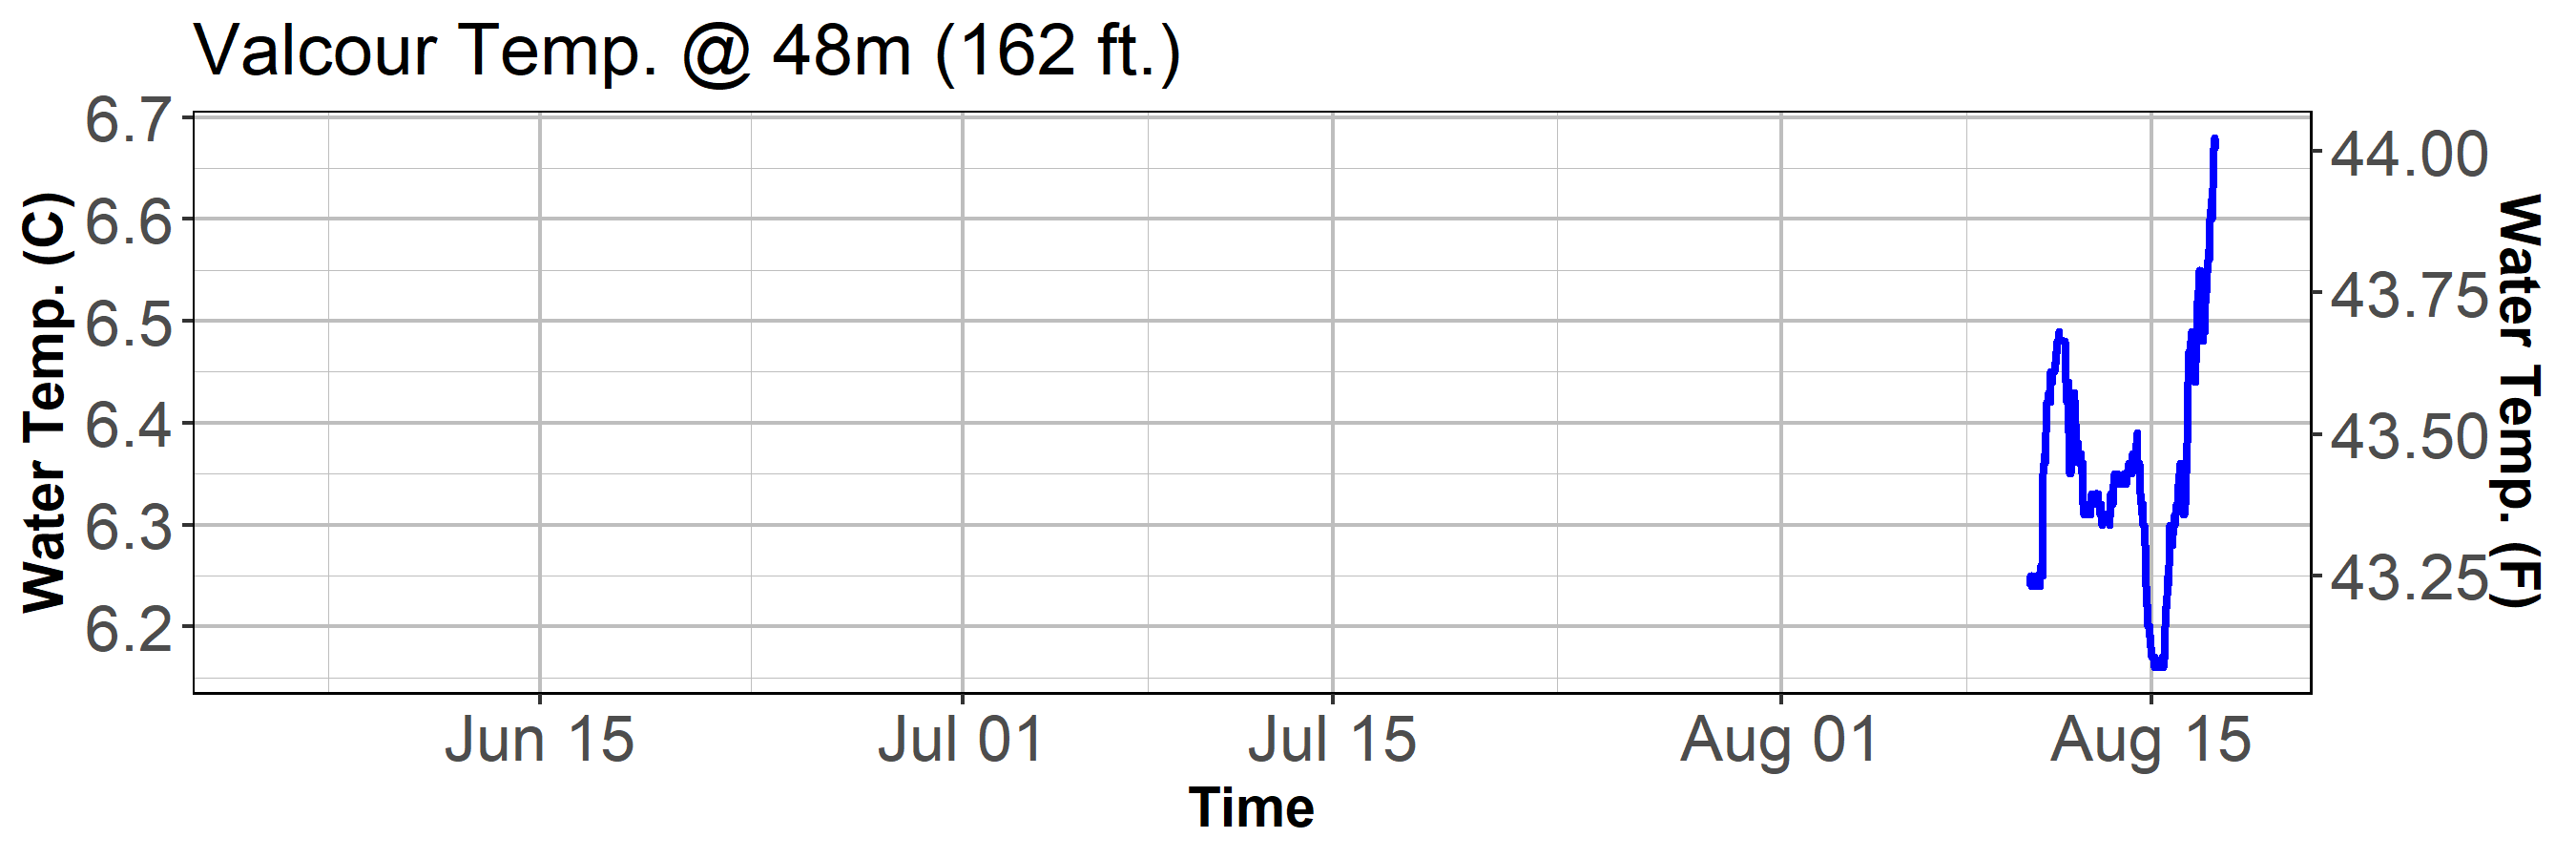 Valcour Temp. @ 48m (162 ft.)
Water Temp. (C)
6.7
6.6
6.5
6.4
6.3
6.2
44.00
43.75
43.50
43.25
Water Temp. (F)
Jun 15 Jul 01 Jul 15 Aug 01 Aug 15
Time